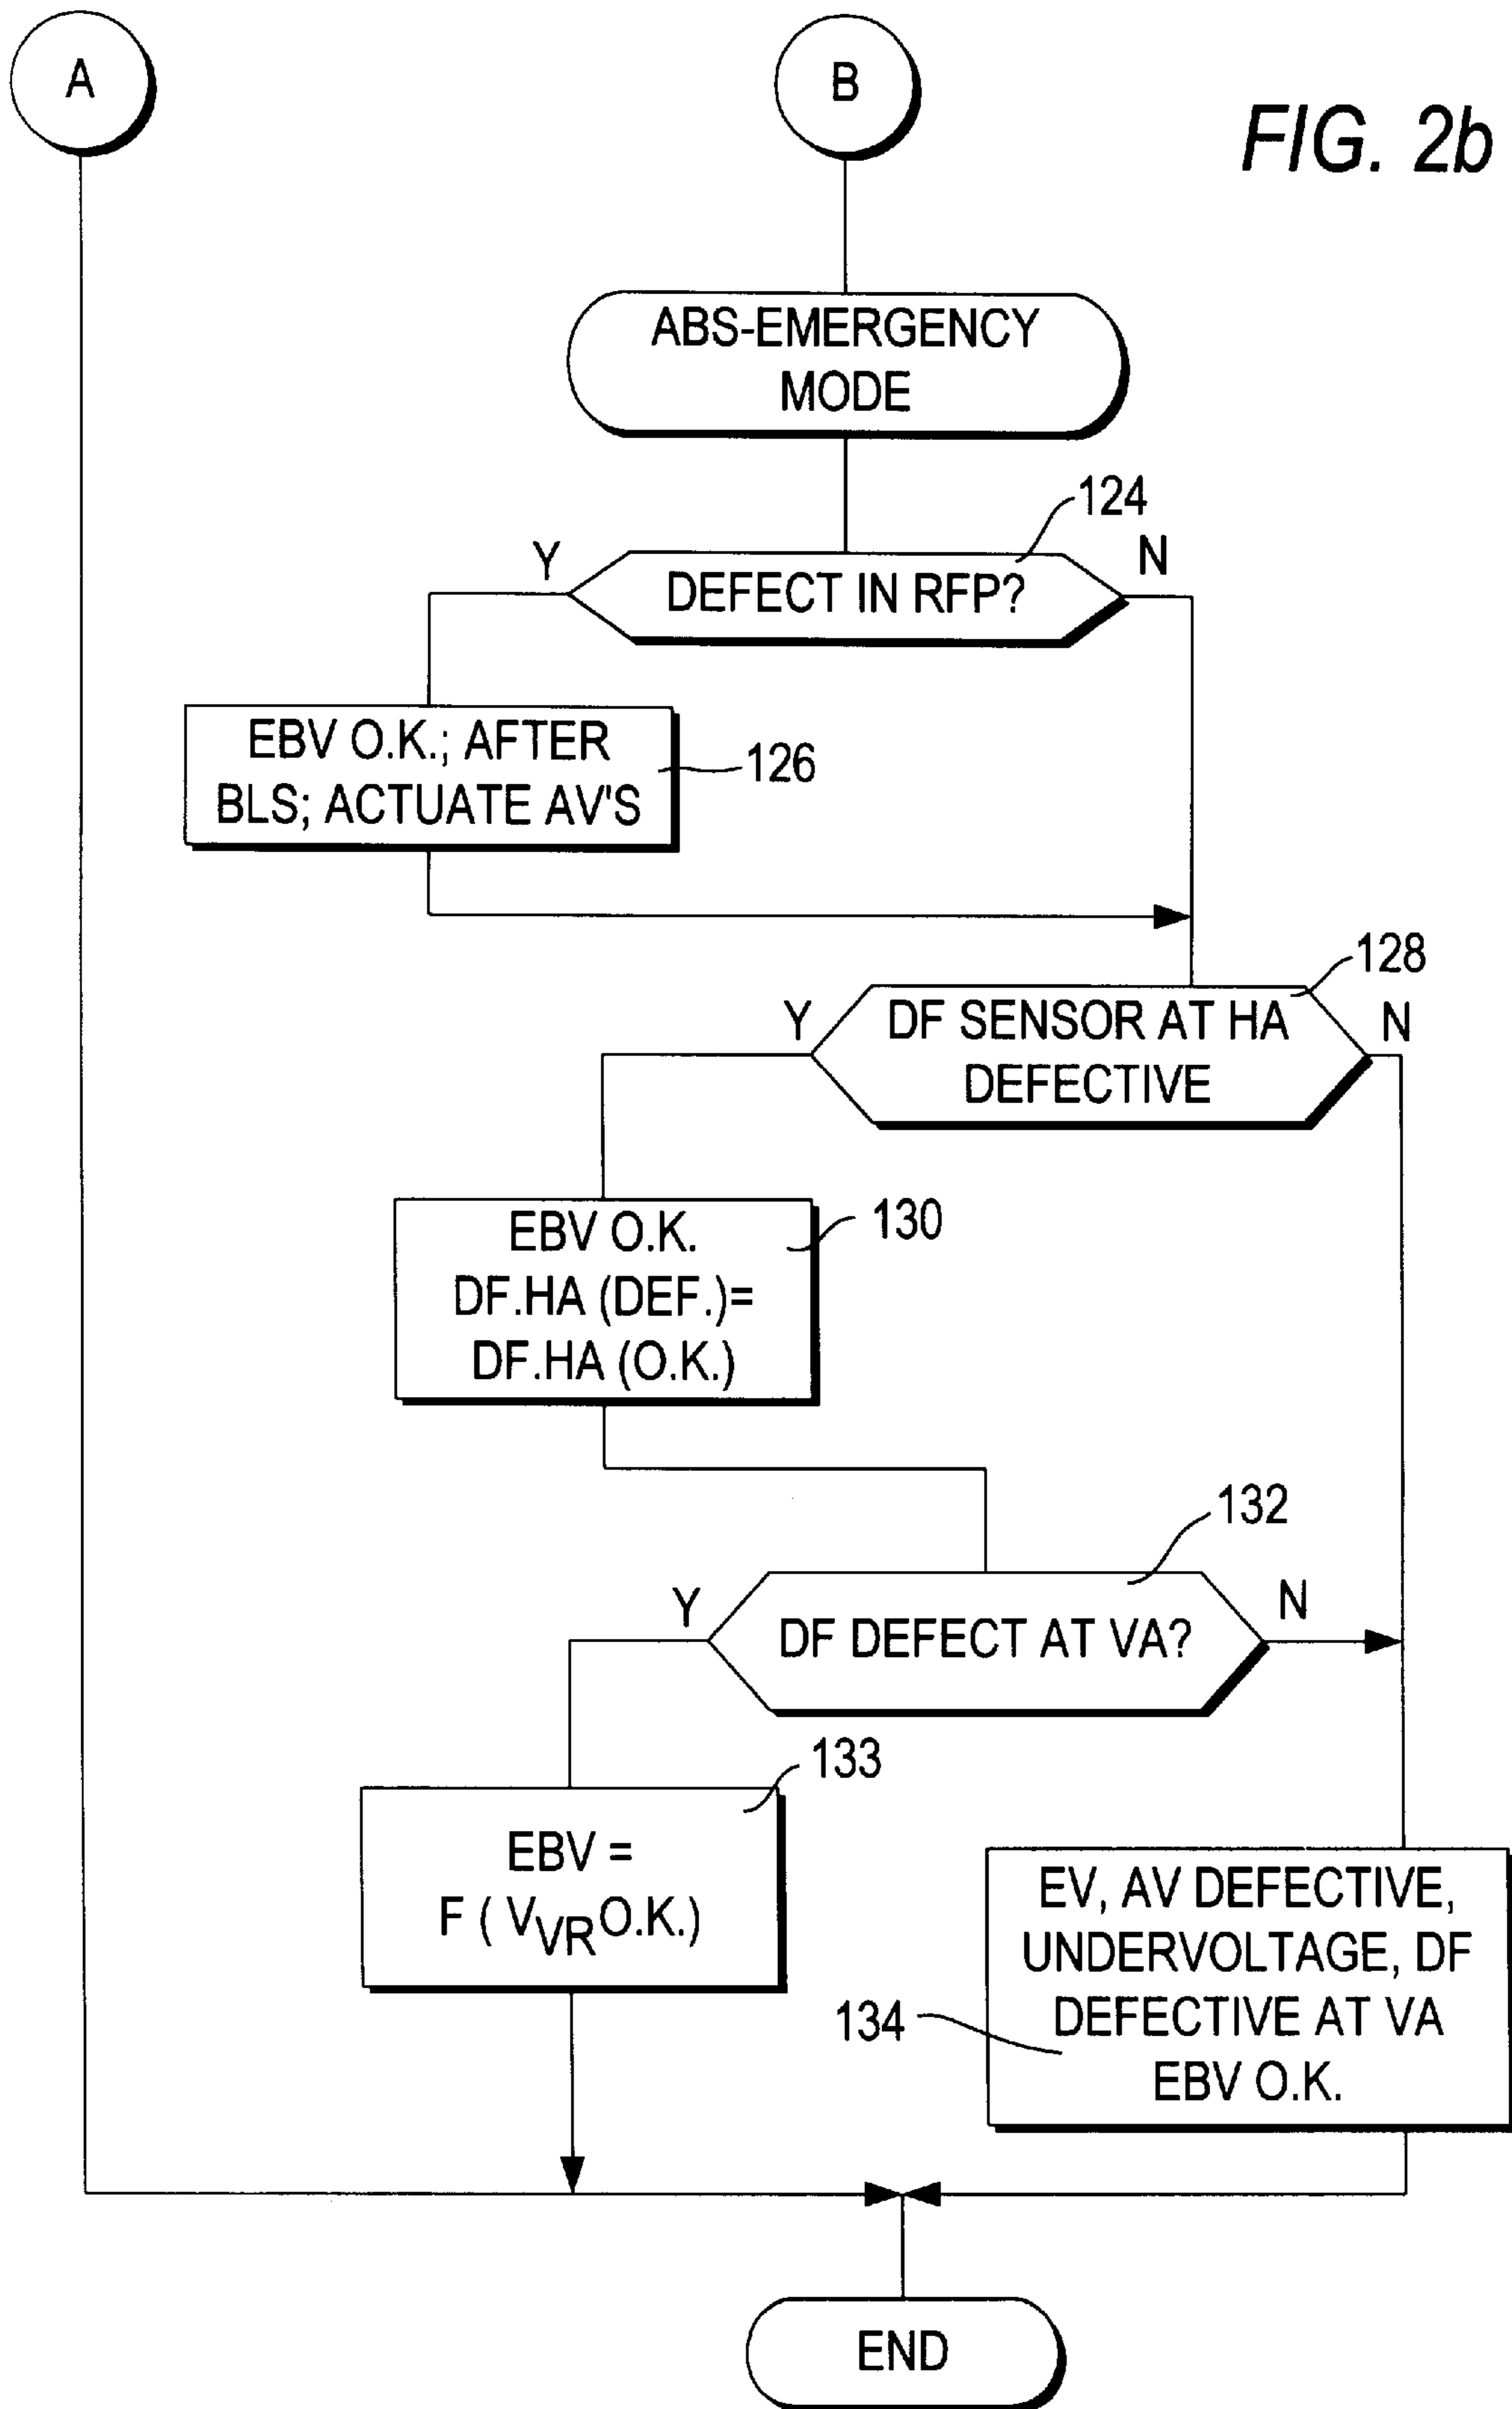 A
B
FIG. 2b
ABS-EMERGENCY
MODE
124
Y
N
DEFECT IN RFP?
EBV O.K.; AFTER
BLS; ACTUATE AV'S
126
128
Y
N
DF SENSOR AT HA
DEFECTIVE
130
EBV O.K.
DF.HA (DEF.)=
DF.HA (O.K.)
132
Y
N
DF DEFECT AT VA?
133
EBV =
F ( VVR O.K.)
EV, AV DEFECTIVE,
UNDERVOLTAGE, DF
DEFECTIVE AT VA
EBV O.K.
134
END